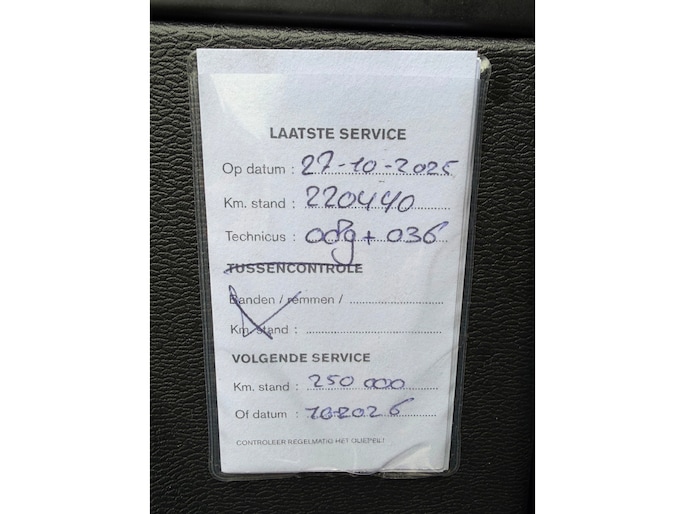 LAATSTE SERVICE
Op datum : 27-10-2025
Km. stand : 220440
Technicus : 089 + 036
TUSSENCONTROLE
Banden / remmen /
Km. stand :
VOLGENDE SERVICE
Km. stand : 250 000
Of datum : 10-2026
CONTROLEER REGELMATIG HET OLIEPEIL!